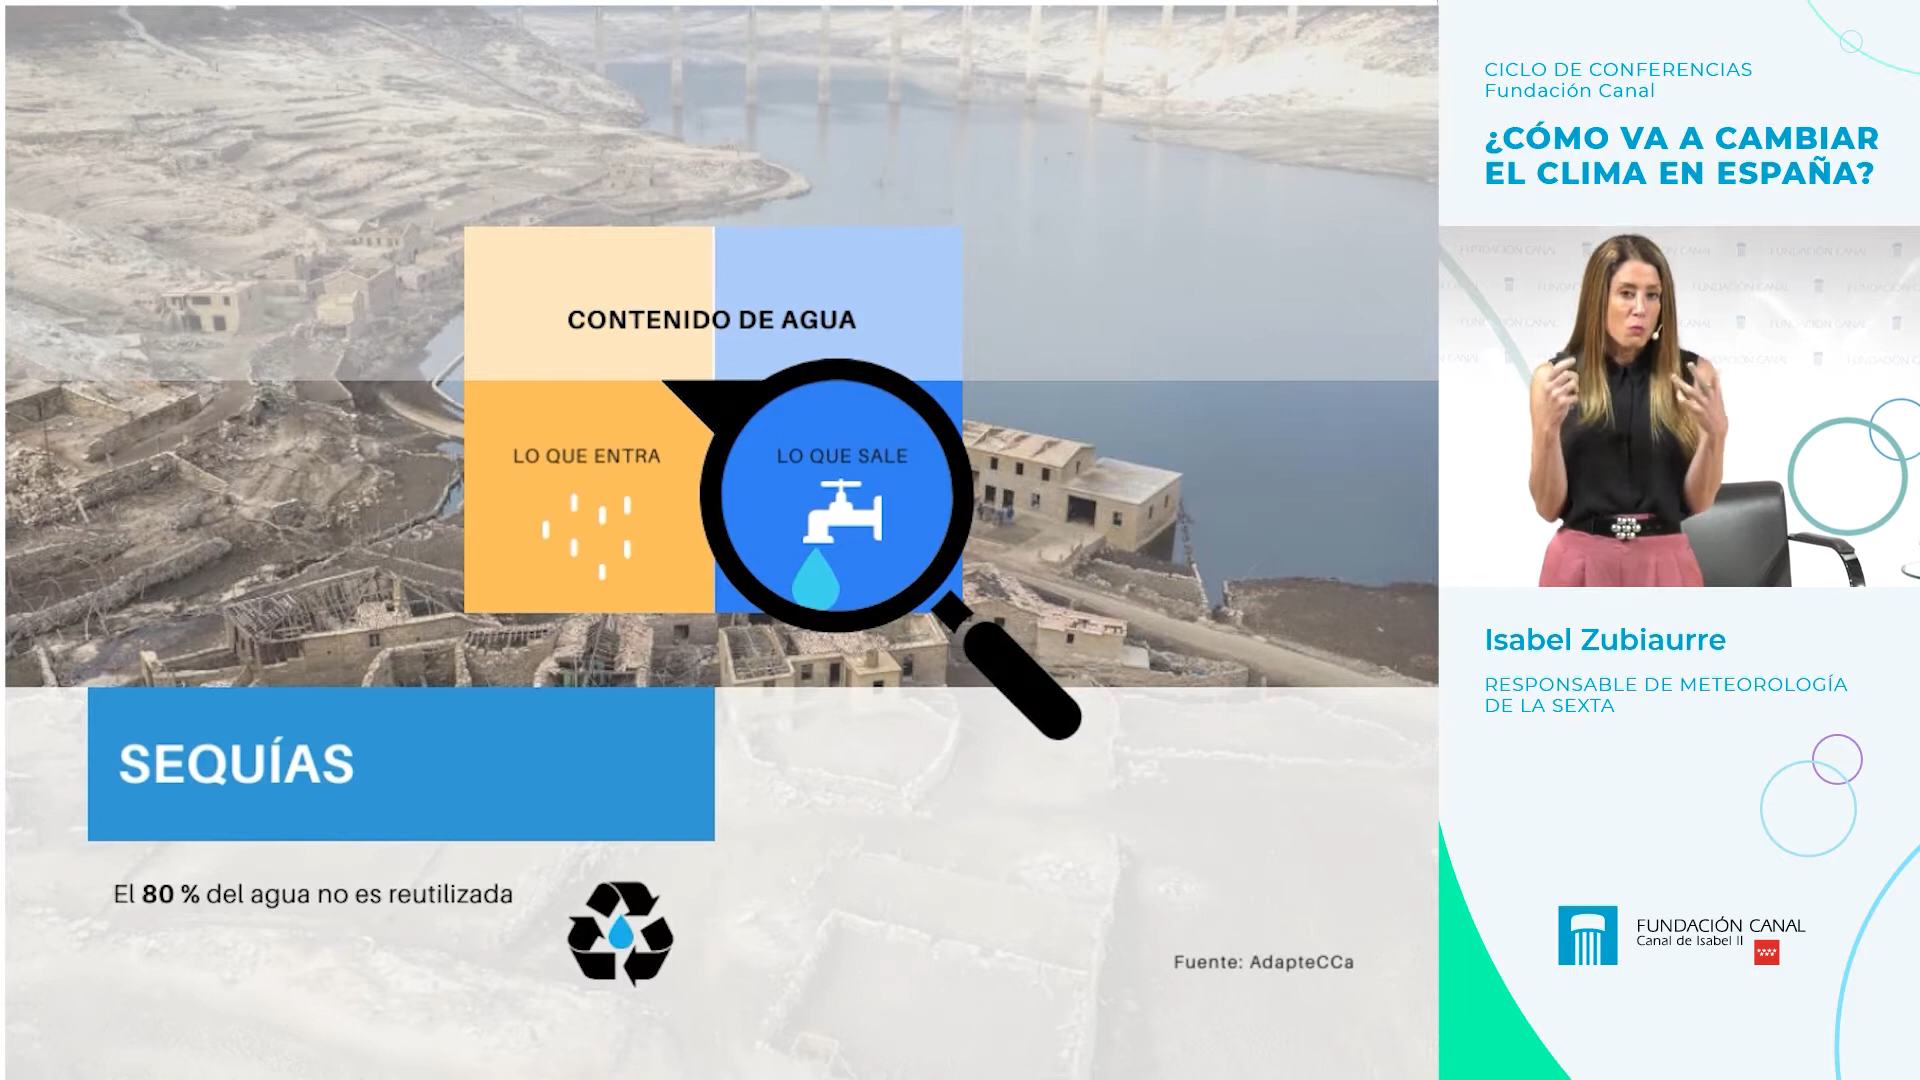 CONTENIDO DE AGUA
LO QUE ENTRA
LO QUE SALE
SEQUÍAS
El 80 % del agua no es reutilizada
Fuente: AdapteCCa
CICLO DE CONFERENCIAS
Fundación Canal
¿CÓMO VA A CAMBIAR
EL CLIMA EN ESPAÑA?
FUNDACIÓN CANAL
Isabel Zubiaurre
RESPONSABLE DE METEOROLOGÍA
DE LA SEXTA
FUNDACIÓN CANAL
Canal de Isabel II